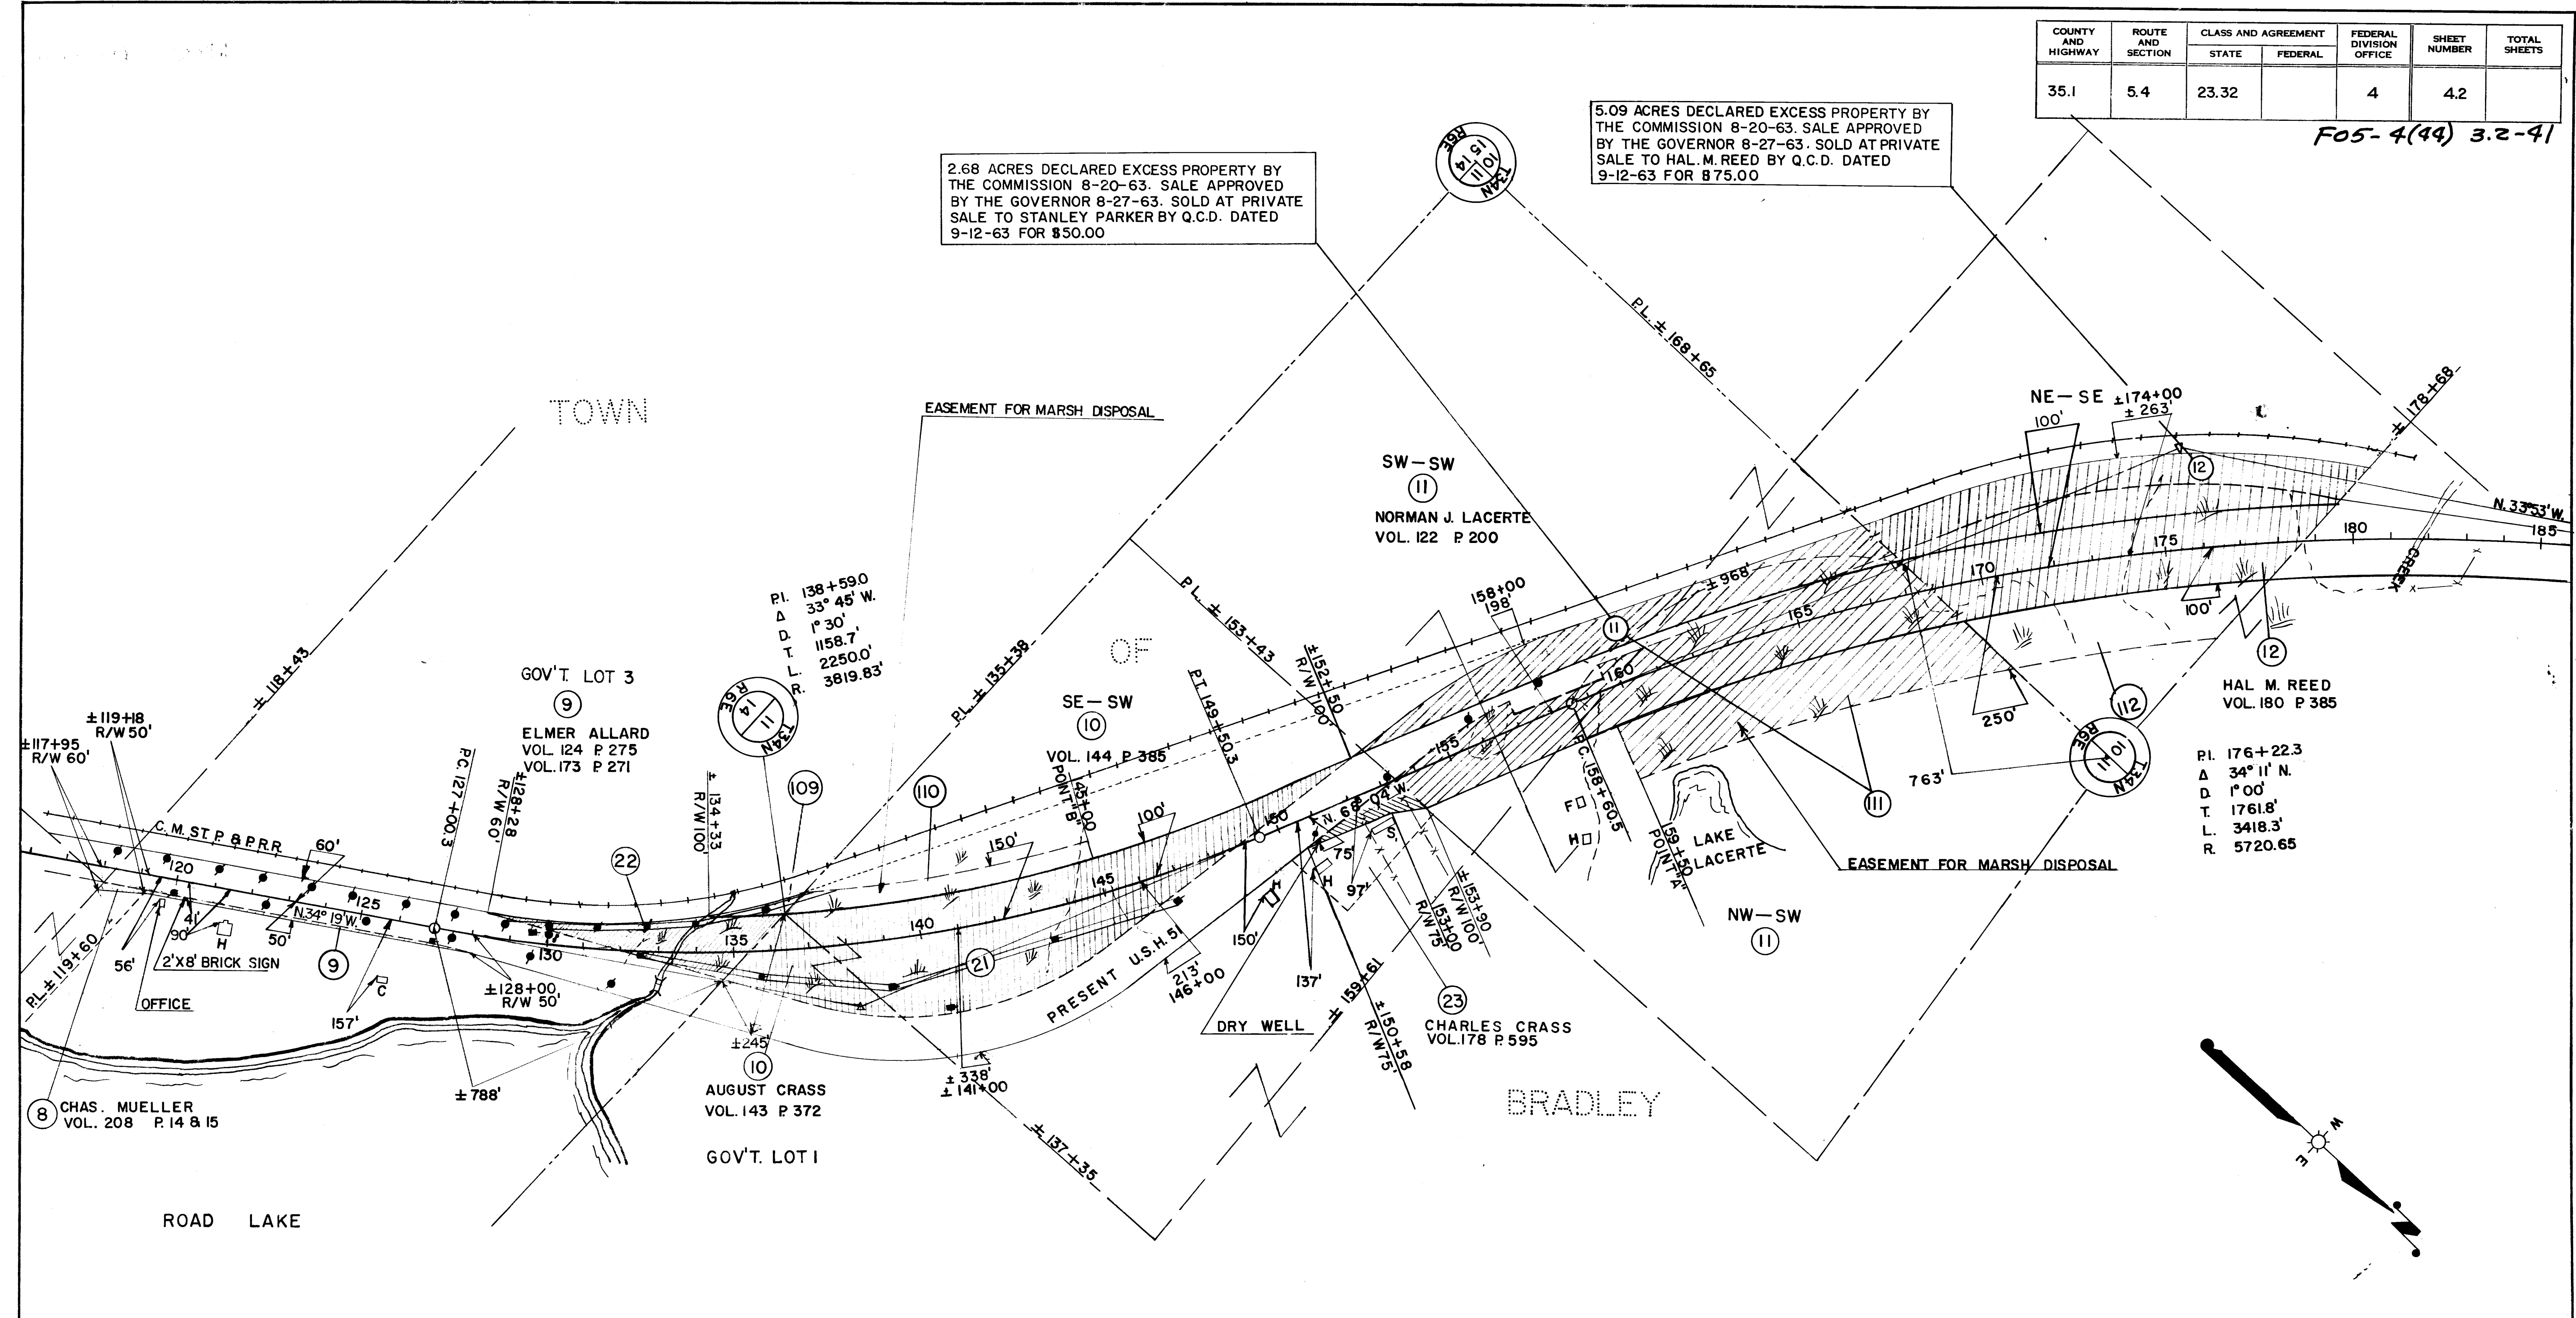 COUNTY AND HIGHWAY
ROUTE AND SECTION
CLASS AND AGREEMENT
STATE
FEDERAL
FEDERAL DIVISION OFFICE
SHEET NUMBER
TOTAL SHEETS
35.1
5.4
23.32
4
4.2
F05-4(44) 3.2-41
2.68 ACRES DECLARED EXCESS PROPERTY BY
THE COMMISSION 8-20-63. SALE APPROVED
BY THE GOVERNOR 8-27-63. SOLD AT PRIVATE
SALE TO STANLEY PARKER BY Q.C.D. DATED
9-12-63 FOR $50.00
5.09 ACRES DECLARED EXCESS PROPERTY BY
THE COMMISSION 8-20-63. SALE APPROVED
BY THE GOVERNOR 8-27-63. SOLD AT PRIVATE
SALE TO HAL. M. REED BY Q.C.D. DATED
9-12-63 FOR $75.00
R6E
10 11
15 14
T34N
P.L. ± 168+65
TOWN
EASEMENT FOR MARSH DISPOSAL
NE-SE
±174+00
± 263'
100'
± 178+68
12
SW-SW
11
NORMAN J. LACERTE
VOL. 122 P. 200
N. 33°53' W.
185
180
175
170
165
160
155
150
145
140
135
130
125
120
CREEK
100'
12
HAL M. REED
VOL. 180 P. 385
P.I. 176+22.3
Δ 34° 11' N.
D. 1° 00'
T. 1761.8'
L. 3418.3'
R. 5720.65
112
R6E
10 11
T34N
250'
763'
111
± 968'
11
158+00
198'
P.I. 138+59.0
Δ 33° 45' W.
D. 1° 30'
T. 1158.7'
L. 2250.0'
R. 3819.83'
P.L. ± 153+43
OF
P.L. ± 135+38
± 118+43
GOV'T. LOT 3
9
ELMER ALLARD
VOL. 124 P. 275
VOL. 173 P. 271
R6E
11
14
T34N
SE-SW
10
VOL. 144 P. 385
P.T. 149+50.3
±152+50
R/W 100'
145+00
POINT "B"
100'
150'
109
110
± 134+33
R/W 100'
±128+28
R/W 60'
P.C. 127+00.3
±119+18
R/W 50'
±117+95
R/W 60'
C. M. ST. P. & P. R.R.
60'
22
N. 34° 19' W.
41'
90'
H
50'
56'
2'X8' BRICK SIGN
9
OFFICE
157'
C
±128+00
R/W 50'
P.L. ± 119+60
8
CHAS. MUELLER
VOL. 208 P. 14 & 15
± 788'
±245'
10
AUGUST CRASS
VOL. 143 P. 372
GOV'T. LOT 1
± 338'
± 141+00
± 137+35
21
PRESENT U.S.H. 51
213'
146+00
DRY WELL
H
150'
137'
H
75'
N. 68° 04' W.
S.
97'
±153+90
R/W 100'
153+00
R/W 75'
± 159+61
±150+58
R/W 75'
23
CHARLES CRASS
VOL. 178 P. 595
P.C. 158+60.5
F
H
159+50
POINT "A"
LAKE
LACERTE
EASEMENT FOR MARSH DISPOSAL
NW-SW
11
BRADLEY
ROAD LAKE
W
E
N